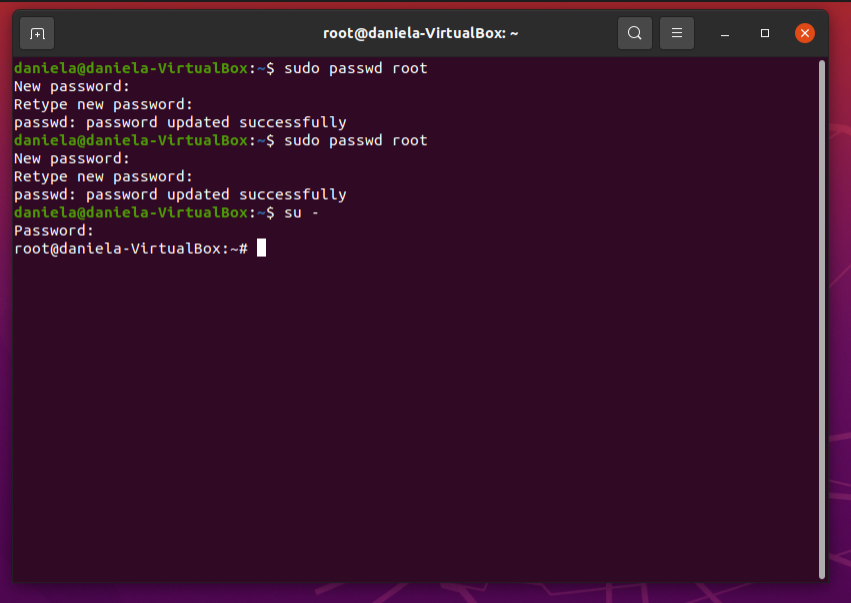 root@daniela-VirtualBox: ~
daniela@daniela-VirtualBox:~$ sudo passwd root
New password:
Retype new password:
passwd: password updated successfully
daniela@daniela-VirtualBox:~$ sudo passwd root
New password:
Retype new password:
passwd: password updated successfully
daniela@daniela-VirtualBox:~$ su -
Password:
root@daniela-VirtualBox:~#